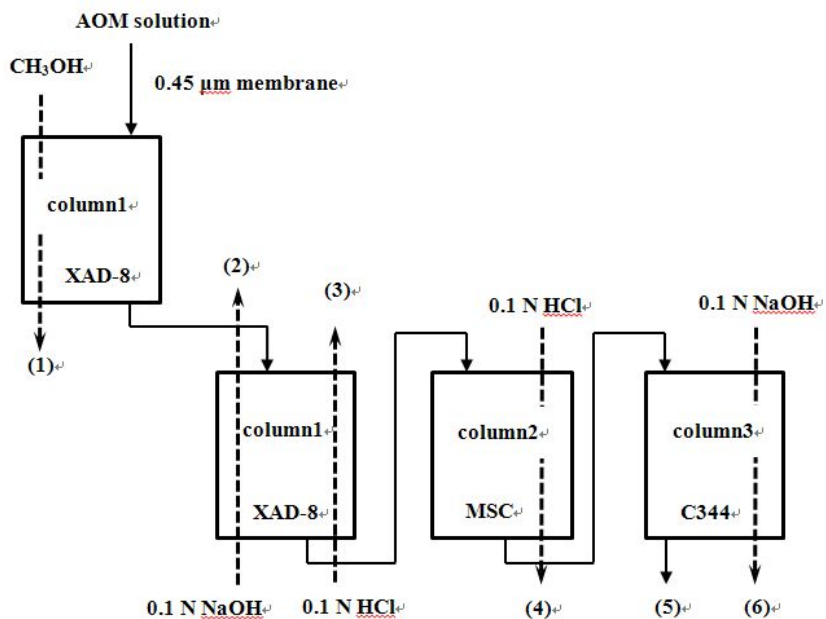 AOM solution↵
CH₃OH↵
0.45 μm membrane↵
column1↵
XAD-8↵
(1)↵
(2)↵
(3)↵
0.1 N HCl↵
0.1 N NaOH↵
column1↵
XAD-8↵
column2↵
MSC↵
column3↵
C344↵
0.1 N NaOH↵
0.1 N HCl↵
(4)↵
(5)↵
(6)↵